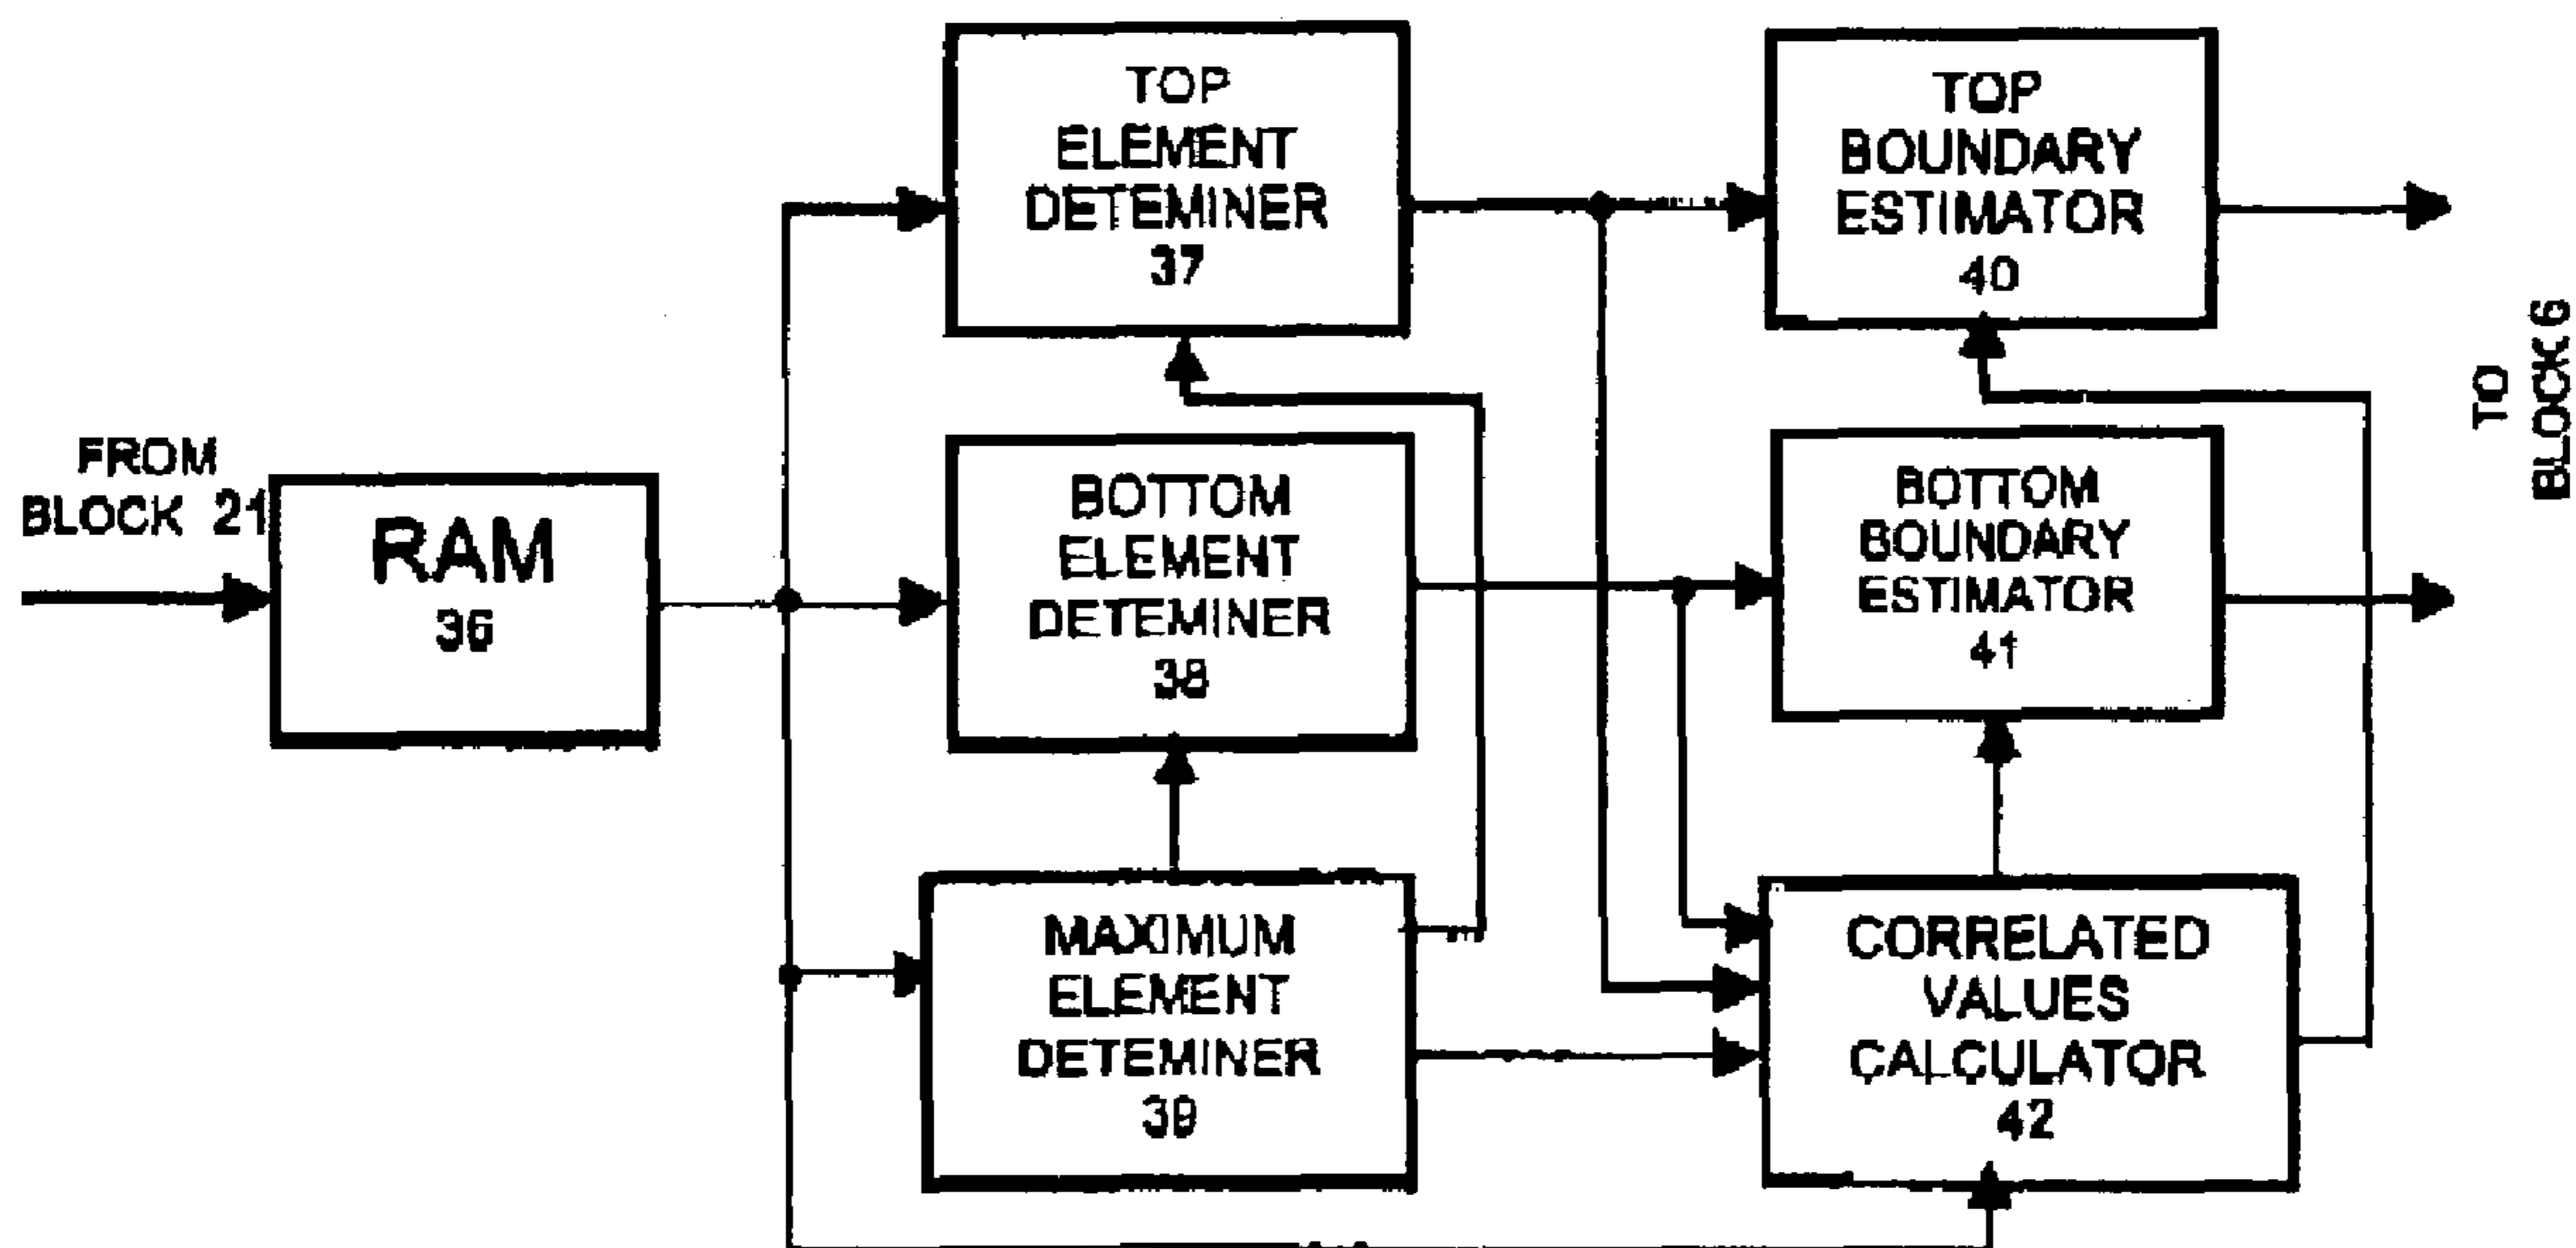 FROM
BLOCK 21
RAM
36
TOP
ELEMENT
DETEMINER
37
BOTTOM
ELEMENT
DETEMINER
38
MAXIMUM
ELEMENT
DETEMINER
39
TOP
BOUNDARY
ESTIMATOR
40
BOTTOM
BOUNDARY
ESTIMATOR
41
CORRELATED
VALUES
CALCULATOR
42
TO
BLOCK 6